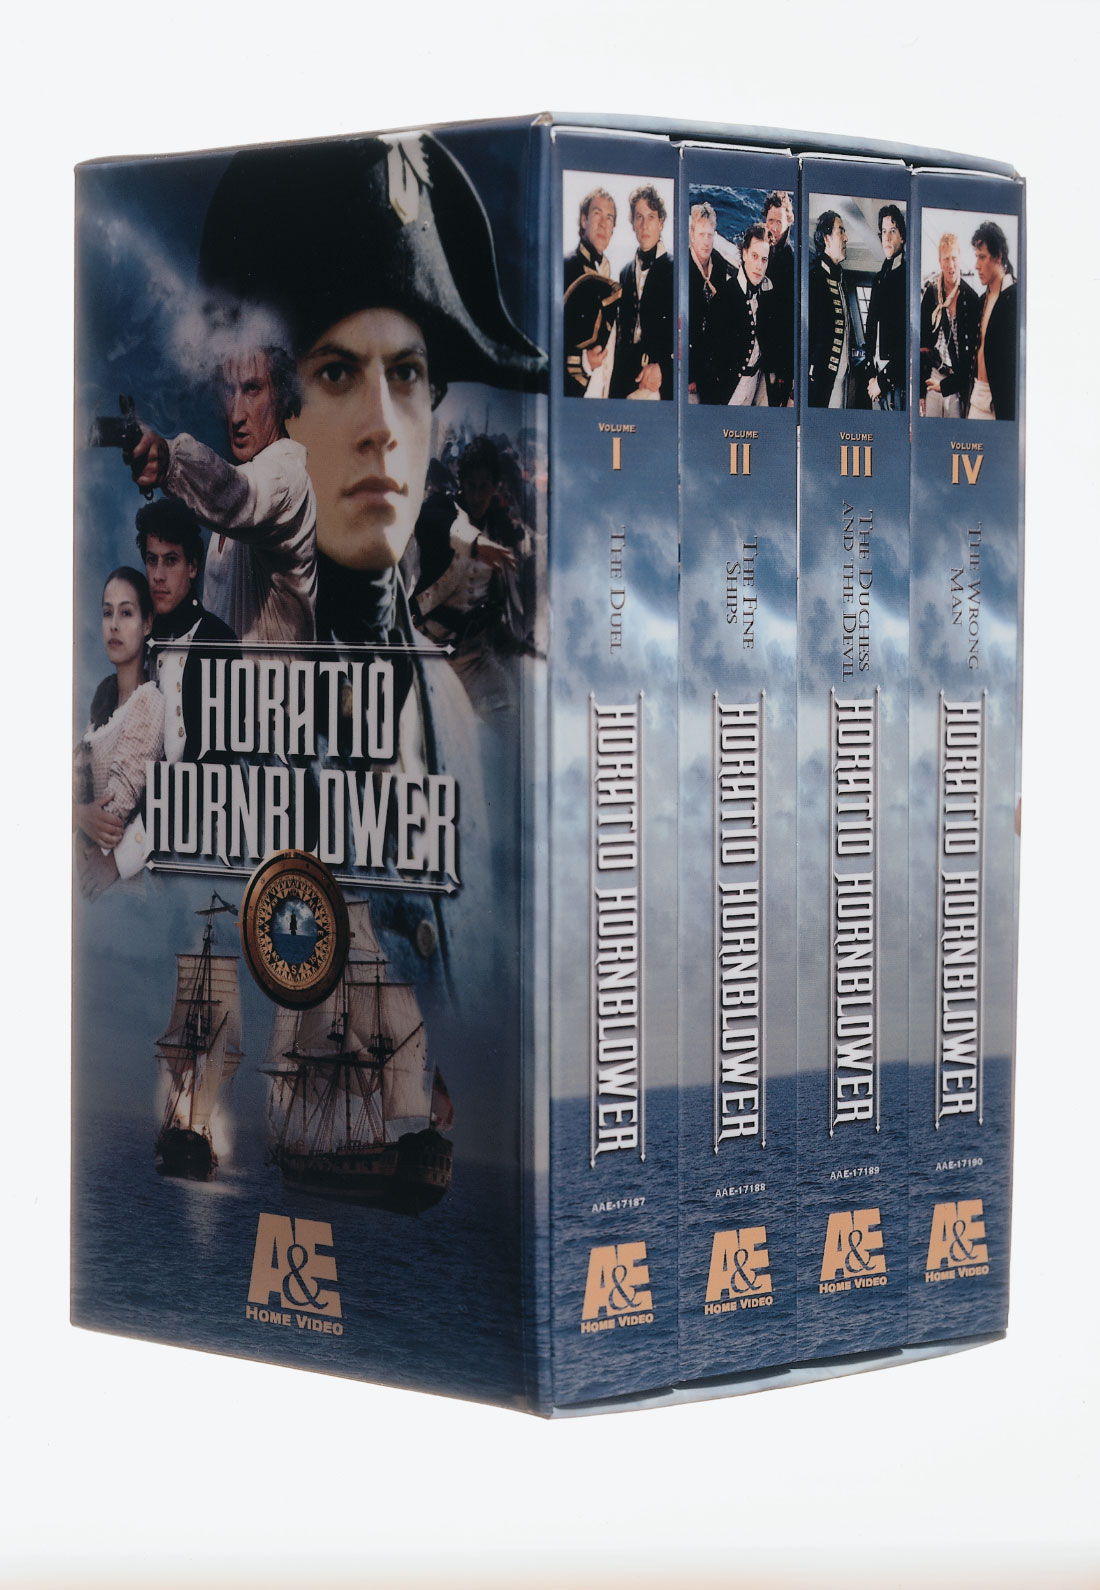 HORATIO
HORNBLOWER
A&E
HOME VIDEO
VOLUME
I
THE DUEL
HORATIO HORNBLOWER
AAE-17187
A&E
HOME VIDEO
VOLUME
II
THE FINE
SHIPS
HORATIO HORNBLOWER
AAE-17188
A&E
HOME VIDEO
VOLUME
III
THE DUCHESS
AND THE DEVIL
HORATIO HORNBLOWER
AAE-17189
A&E
HOME VIDEO
VOLUME
IV
THE WRONG
MAN
HORATIO HORNBLOWER
AAE-17190
A&E
HOME VIDEO